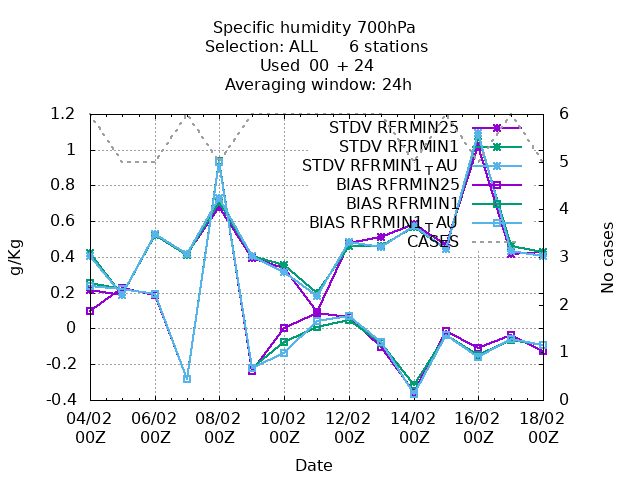 Specific humidity 700hPa
Selection: ALL 6 stations
Used 00 + 24
Averaging window: 24h
1.2
1
0.8
0.6
0.4
0.2
0
-0.2
-0.4
6
5
4
3
2
1
0
g/Kg
No cases
STDV RFRMIN25
STDV RFRMIN1
STDV RFRMIN1_TAU
BIAS RFRMIN25
BIAS RFRMIN1
BIAS RFRMIN1_TAU
CASES
04/02 06/02 08/02 10/02 12/02 14/02 16/02 18/02
00Z 00Z 00Z 00Z 00Z 00Z 00Z 00Z
Date